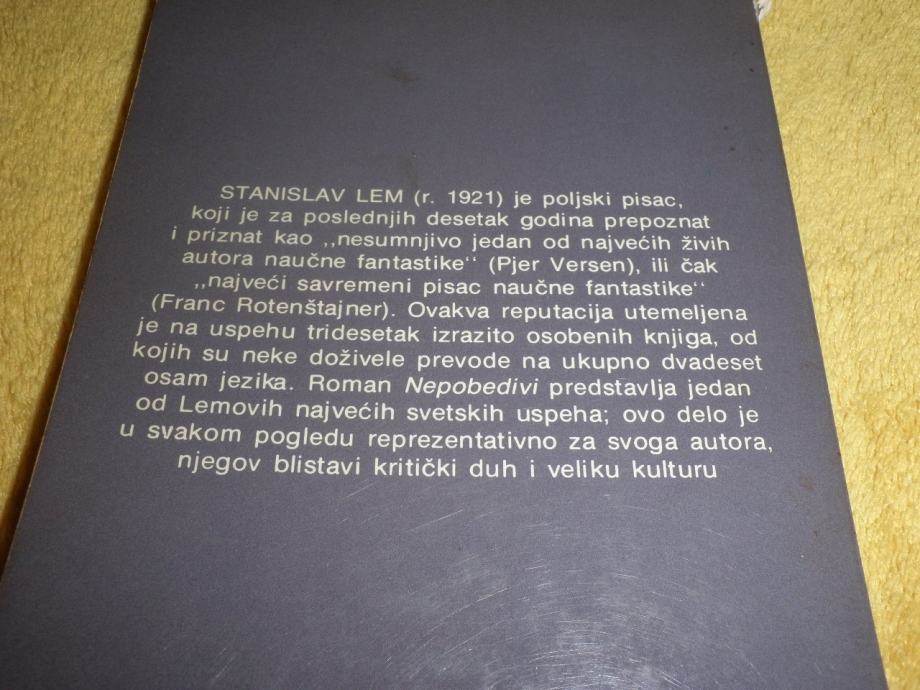 STANISLAV LEM (r. 1921) je poljski pisac,
koji je za poslednjih desetak godina prepoznat
i priznat kao ,,nesumnjivo jedan od najvećih živih
autora naučne fantastike“ (Pjer Versen), ili čak
,,najveći savremeni pisac naučne fantastike“
(Franc Rotenštajner). Ovakva reputacija utemeljena
je na uspehu tridesetak izrazito osobenih knjiga, od
kojih su neke doživele prevode na ukupno dvadeset
osam jezika. Roman Nepobedivi predstavlja jedan
od Lemovih najvećih svetskih uspeha; ovo delo je
u svakom pogledu reprezentativno za svoga autora,
njegov blistavi kritički duh i veliku kulturu